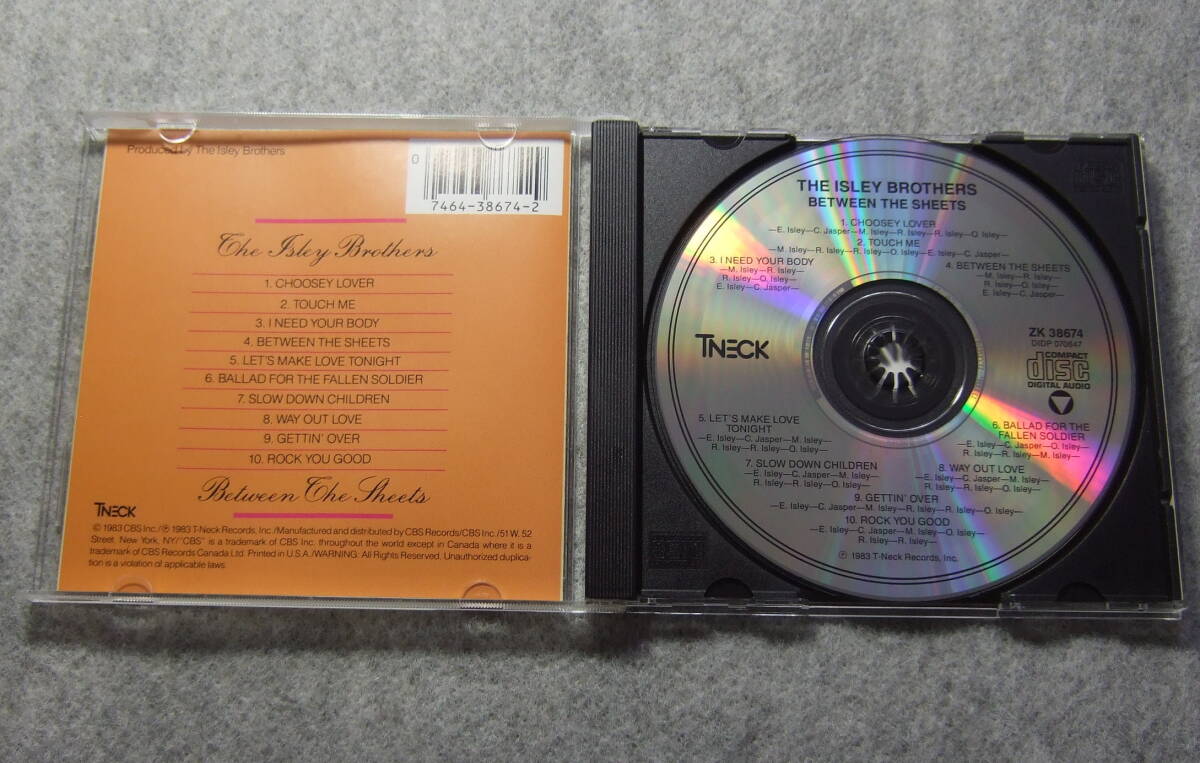 Produced by The Isley Brothers
0
7464-38674-2
The Isley Brothers
1. CHOOSEY LOVER
2. TOUCH ME
3. I NEED YOUR BODY
4. BETWEEN THE SHEETS
5. LET'S MAKE LOVE TONIGHT
6. BALLAD FOR THE FALLEN SOLDIER
7. SLOW DOWN CHILDREN
8. WAY OUT LOVE
9. GETTIN' OVER
10. ROCK YOU GOOD
Between The Sheets
TNECK
© 1983 CBS Inc./℗ 1983 T-Neck Records, Inc./Manufactured and distributed by CBS Records/CBS Inc./51 W. 52
Street, New York, NY/"CBS" is a trademark of CBS Inc. throughout the world except in Canada where it is a
trademark of CBS Records Canada Ltd. Printed in U.S.A./WARNING: All Rights Reserved. Unauthorized duplica-
tion is a violation of applicable laws.
THE ISLEY BROTHERS
BETWEEN THE SHEETS
1. CHOOSEY LOVER
—E. Isley—C. Jasper—M. Isley—R. Isley—R. Isley—O. Isley—
2. TOUCH ME
—M. Isley—R. Isley—R. Isley—O. Isley—E. Isley—C. Jasper—
3. I NEED YOUR BODY
—M. Isley—R. Isley—
R. Isley—O. Isley—
E. Isley—C. Jasper—
4. BETWEEN THE SHEETS
—M. Isley—R. Isley—
R. Isley—O. Isley—
E. Isley—C. Jasper—
TNECK
ZK 38674
DIDP 070647
COMPACT
disc
DIGITAL AUDIO
5. LET'S MAKE LOVE
TONIGHT
—E. Isley—C. Jasper—M. Isley—
R. Isley—R. Isley—O. Isley—
6. BALLAD FOR THE
FALLEN SOLDIER
—E. Isley—C. Jasper—O. Isley—
R. Isley—R. Isley—M. Isley—
7. SLOW DOWN CHILDREN
—E. Isley—C. Jasper—M. Isley—
R. Isley—R. Isley—O. Isley—
8. WAY OUT LOVE
—E. Isley—C. Jasper—M. Isley—
R. Isley—R. Isley—O. Isley—
9. GETTIN' OVER
—E. Isley—C. Jasper—M. Isley—R. Isley—R. Isley—O. Isley—
10. ROCK YOU GOOD
—E. Isley—C. Jasper—M. Isley—O. Isley—
R. Isley—R. Isley—
℗ 1983 T-Neck Records, Inc.